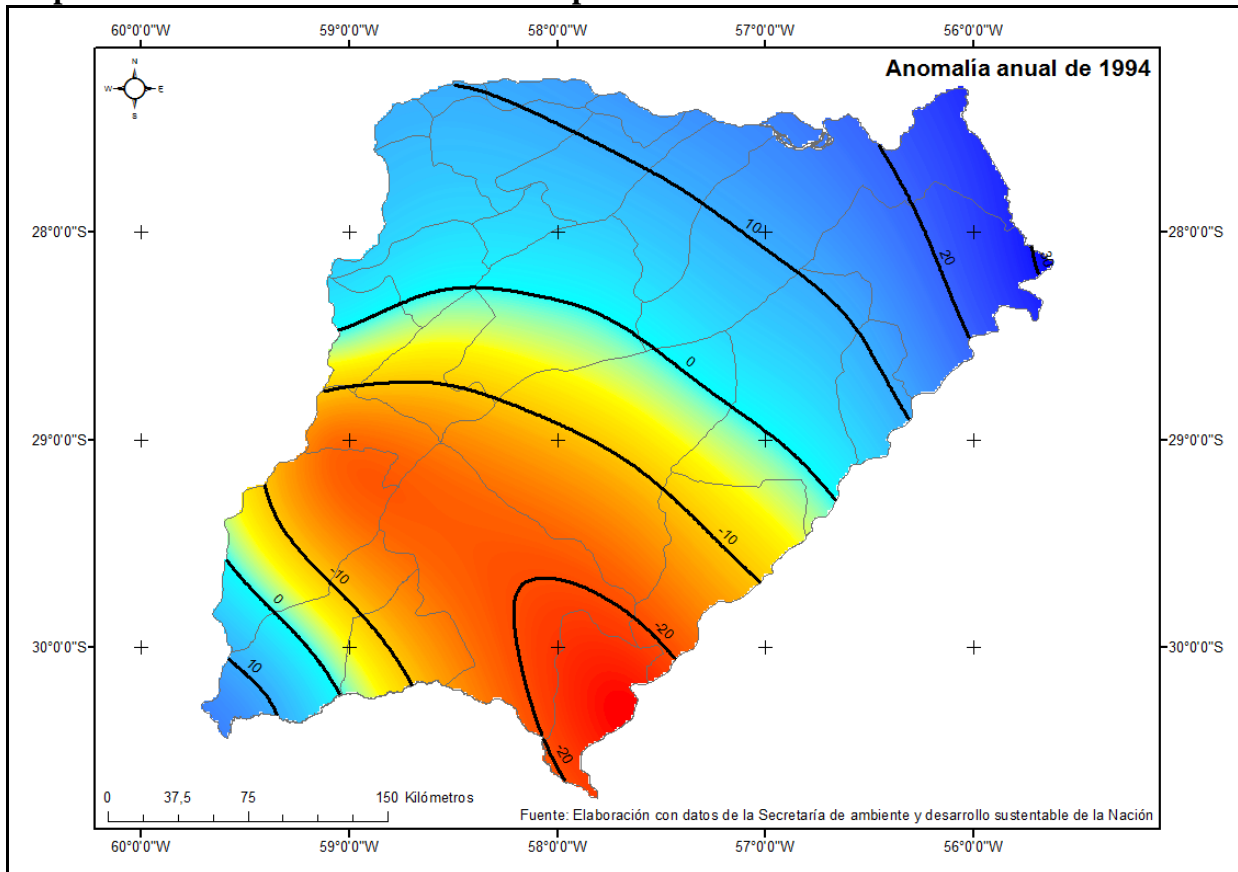 60°0'0"W 59°0'0"W 58°0'0"W 57°0'0"W 56°0'0"W
Anomalía anual de 1994
N
W E
S
28°0'0"S 28°0'0"S
29°0'0"S 29°0'0"S
30°0'0"S 30°0'0"S
10
20
30
0
-10
-10
0
10
-20
-20
0 37,5 75 150 Kilómetros
Fuente: Elaboración con datos de la Secretaría de ambiente y desarrollo sustentable de la Nación
60°0'0"W 59°0'0"W 58°0'0"W 57°0'0"W 56°0'0"W